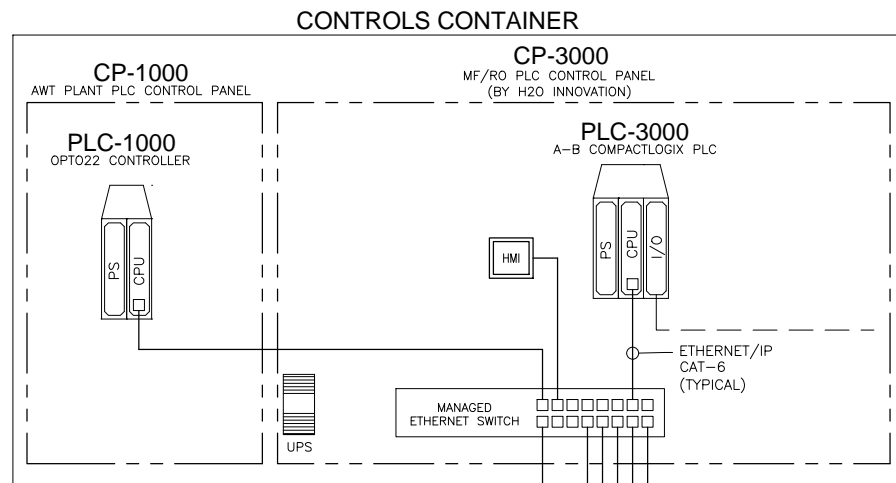 CONTROLS CONTAINER
CP-1000
AWT PLANT PLC CONTROL PANEL
PLC-1000
OPTO22 CONTROLLER
PS
CPU
CP-3000
MF/RO PLC CONTROL PANEL
(BY H2O INNOVATION)
PLC-3000
A-B COMPACTLOGIX PLC
PS
CPU
I/O
HMI
ETHERNET/IP
CAT-6
(TYPICAL)
MANAGED
ETHERNET SWITCH
UPS